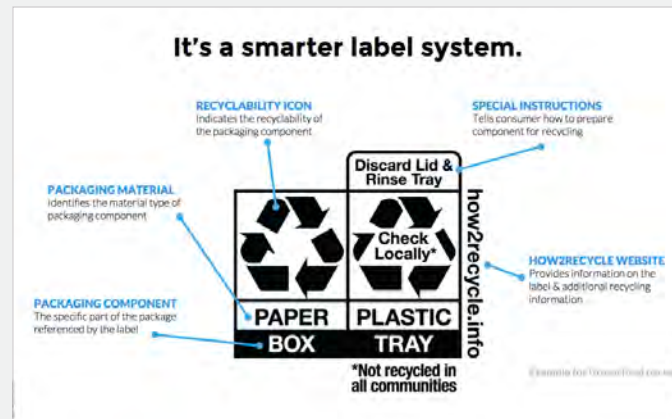 It's a smarter label system.
RECYCLABILITY ICON
Indicates the recyclability of
the packaging component
SPECIAL INSTRUCTIONS
Tells consumer how to prepare
component for recycling
PACKAGING MATERIAL
Identifies the material type of
packaging component
PACKAGING COMPONENT
The specific part of the package
referenced by the label
Discard Lid &
Rinse Tray
Check
Locally*
PAPER
BOX
PLASTIC
TRAY
*Not recycled in
all communities
how2recycle.info
HOW2RECYCLE WEBSITE
Provides information on the
label & additional recycling
information